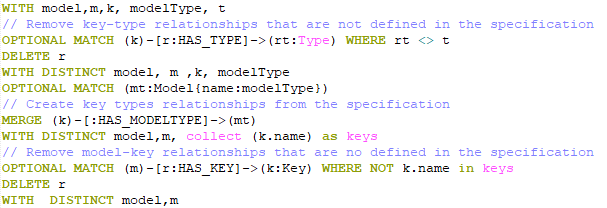 WITH model,m,k, modelType, t
// Remove key-type relationships that are not defined in the specification
OPTIONAL MATCH (k)-[r:HAS_TYPE]->(rt:Type) WHERE rt <> t
DELETE r
WITH DISTINCT model, m ,k, modelType
OPTIONAL MATCH (mt:Model{name:modelType})
// Create key types relationships from the specification
MERGE (k)-[:HAS_MODELTYPE]->(mt)
WITH DISTINCT model,m, collect (k.name) as keys
// Remove model-key relationships that are no defined in the specification
OPTIONAL MATCH (m)-[r:HAS_KEY]->(k:Key) WHERE NOT k.name in keys
DELETE r
WITH  DISTINCT model,m